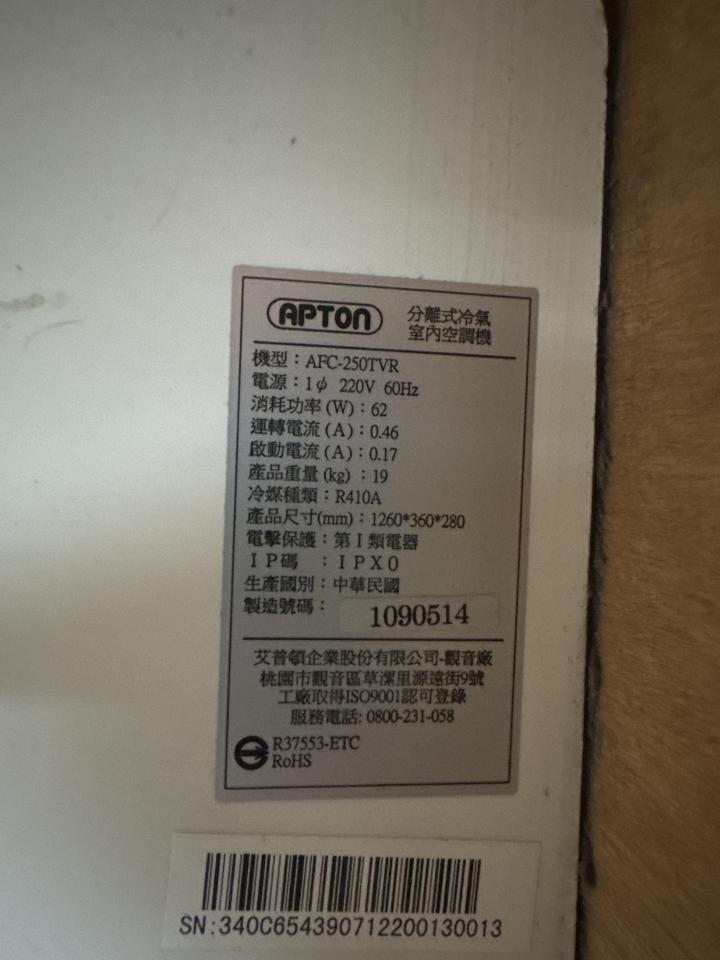 APTON
分離式冷氣
室內空調機
機型：AFC-250TVR
電源：1φ 220V 60Hz
消耗功率(W)：62
運轉電流(A)：0.46
啟動電流(A)：0.17
產品重量(kg)：19
冷媒種類：R410A
產品尺寸(mm)：1260*360*280
電擊保護：第 I 類電器
IP碼 ：IPX0
生產國別：中華民國
製造號碼：1090514
艾普頓企業股份有限公司-觀音廠
桃園市觀音區草漯里源遠街9號
工廠取得ISO9001認可登錄
服務電話: 0800-231-058
R37553-ETC
RoHS
SN:340C654390712200130013